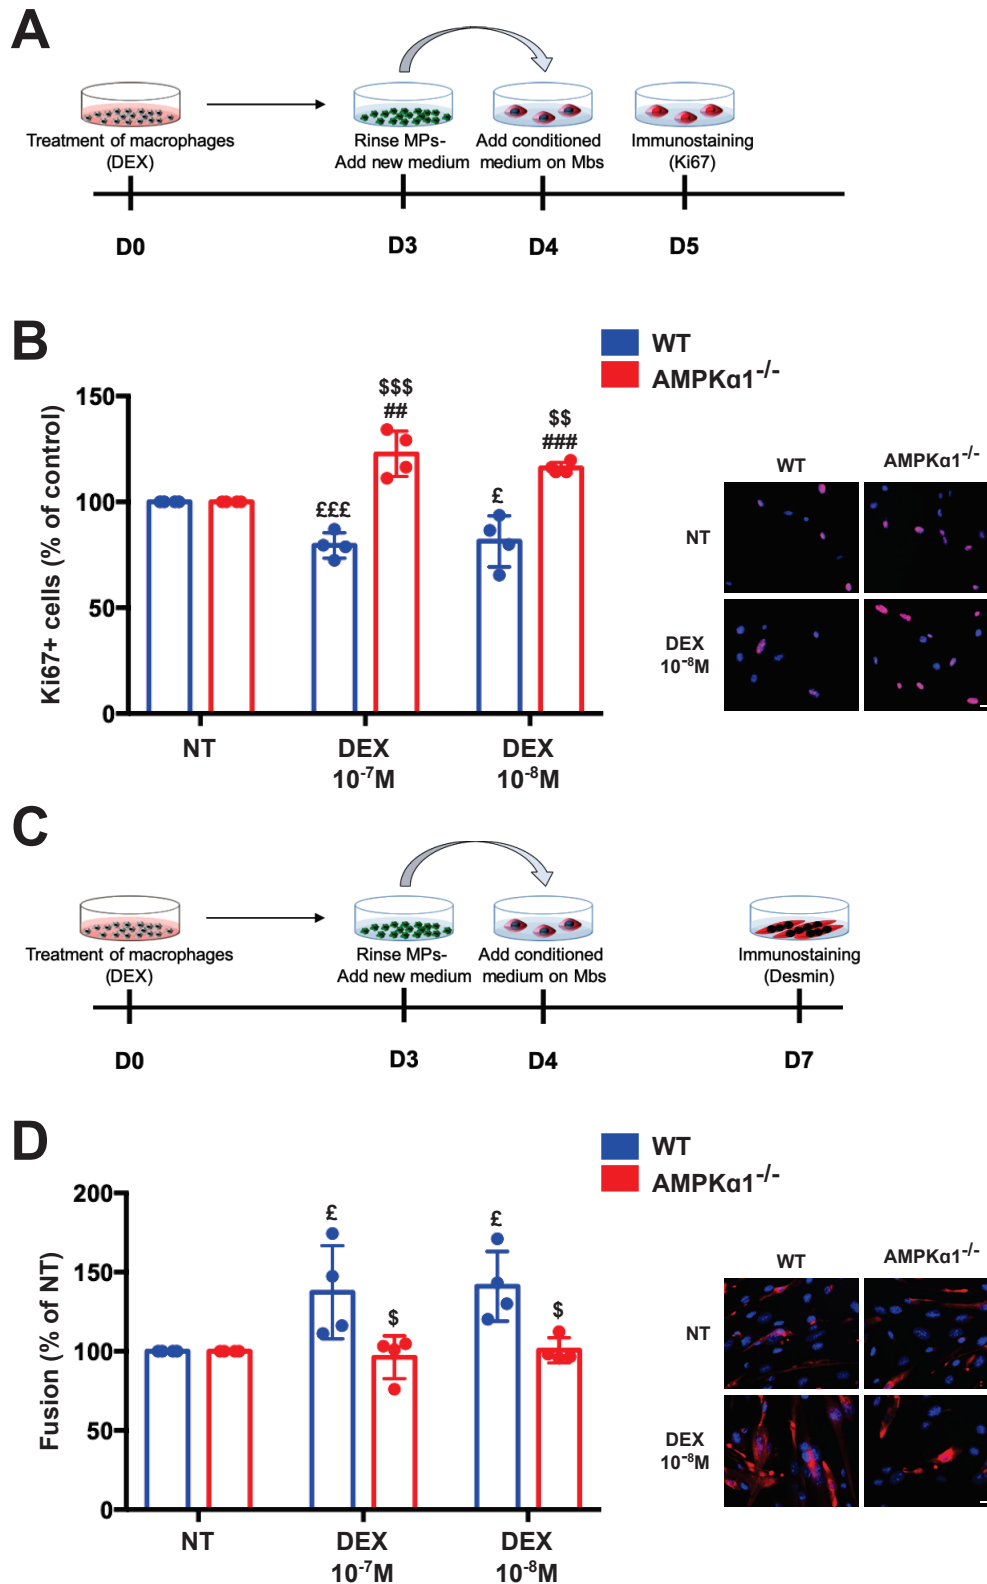 A
Treatment of macrophages
(DEX)
Rinse MPs-
Add new medium
Add conditioned
medium on Mbs
Immunostaining
(Ki67)
D0
D3
D4
D5
B
WT
AMPKα1-/-
Ki67+ cells (% of control)
150
100
50
0
£££
$$$
##
£
$$
###
NT
DEX
10-7M
DEX
10-8M
WT
AMPKα1-/-
NT
DEX
10-8M
C
Treatment of macrophages
(DEX)
Rinse MPs-
Add new medium
Add conditioned
medium on Mbs
Immunostaining
(Desmin)
D0
D3
D4
D7
D
WT
AMPKα1-/-
Fusion (% of NT)
200
150
100
50
0
£
$
£
$
NT
DEX
10-7M
DEX
10-8M
WT
AMPKα1-/-
NT
DEX
10-8M